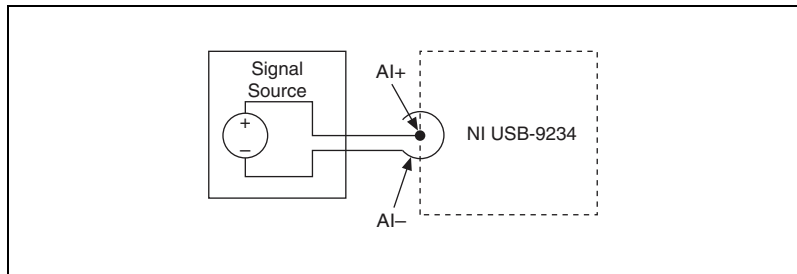 Signal
Source
+
–
AI+
NI USB-9234
AI–